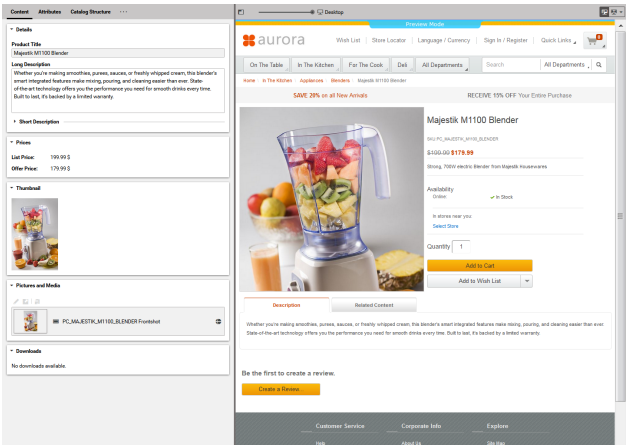 Content Attributes Catalog Structure ...
Details
Product Title
Majestik M1100 Blender
Long Description
Whether you're making smoothies, purees, sauces, or freshly whipped cream, this blender's
smart integrated features make mixing, pouring, and cleaning easier than ever. State-
of-the-art technology offers you the performance you need for smooth drinks every time.
Built to last, it's backed by a limited warranty.
Short Description
Prices
List Price: 199.99 $
Offer Price: 179.99 $
Thumbnail
Pictures and Media
PC_MAJESTIK_M1100_BLENDER Frontshot
Downloads
No downloads available.
Desktop
Preview Mode
aurora
Wish List Store Locator Language / Currency Sign In / Register Quick Links
On The Table In The Kitchen For The Cook Deli All Departments Search All Departments
Home In The Kitchen Appliances Blenders Majestik M1100 Blender
SAVE 20% on all New Arrivals RECEIVE 15% OFF Your Entire Purchase
Majestik M1100 Blender
SKU PC_MAJESTIK_M1100_BLENDER
$179.99
Strong, 700W electric Blender from Majestik Housewares
Availability
Online: In Stock
In stores near you:
Select Store
Quantity 1
Add to Cart
Add to Wish List
Description Related Content
Whether you're making smoothies, purees, sauces, or freshly whipped cream, this blender's smart integrated features make mixing, pouring, and cleaning easier than ever.
State-of-the-art technology offers you the performance you need for smooth drinks every time. Built to last, it's backed by a limited warranty.
Be the first to create a review.
Create a Review...
Customer Service Corporate Info Explore
Help About Us Site Map